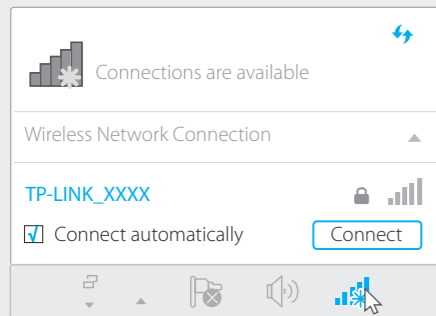 Connections are available
Wireless Network Connection
TP-LINK_XXXX
Connect automatically
Connect